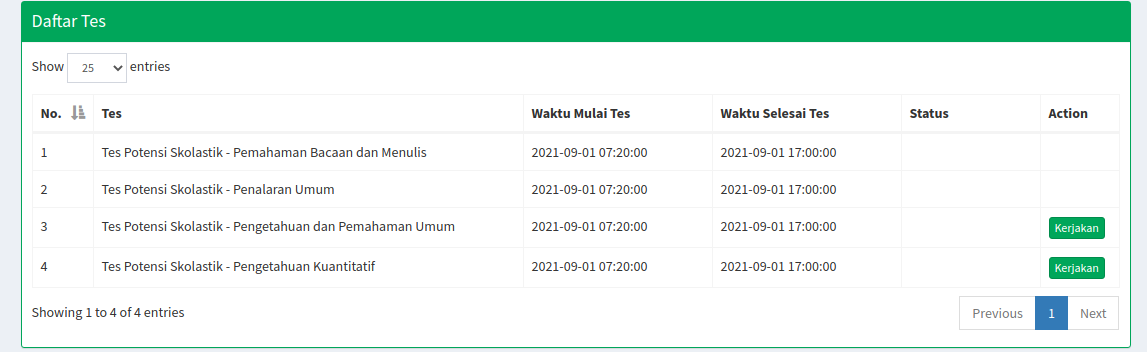 Daftar Tes
Show 25 entries
No. Tes Waktu Mulai Tes Waktu Selesai Tes Status Action
1 Tes Potensi Skolastik - Pemahaman Bacaan dan Menulis 2021-09-01 07:20:00 2021-09-01 17:00:00
2 Tes Potensi Skolastik - Penalaran Umum 2021-09-01 07:20:00 2021-09-01 17:00:00
3 Tes Potensi Skolastik - Pengetahuan dan Pemahaman Umum 2021-09-01 07:20:00 2021-09-01 17:00:00 Kerjakan
4 Tes Potensi Skolastik - Pengetahuan Kuantitatif 2021-09-01 07:20:00 2021-09-01 17:00:00 Kerjakan
Showing 1 to 4 of 4 entries Previous 1 Next